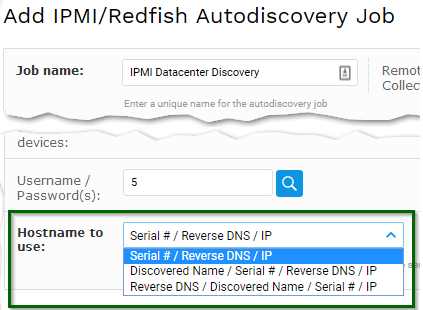 Add IPMI/Redfish Autodiscovery Job
Job name:
IPMI Datacenter Discovery
Remot
Collec
Enter a unique name for the autodiscovery job
devices:
Username /
Password(s):
5
Hostname to
use:
Serial # / Reverse DNS / IP
Serial # / Reverse DNS / IP
Discovered Name / Serial # / Reverse DNS / IP
Reverse DNS / Discovered Name / Serial # / IP